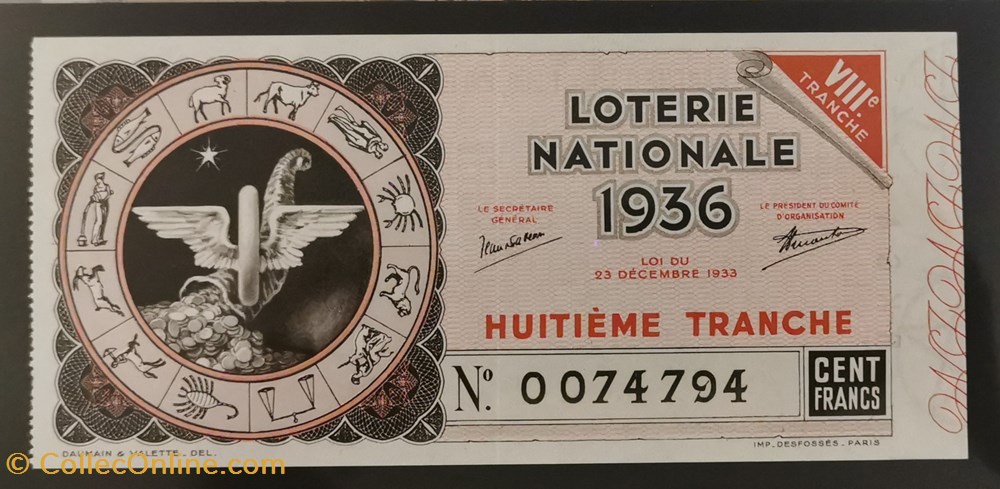 VIIIe
TRANCHE
LOTERIE
NATIONALE
1936
LE SECRÉTAIRE
GÉNÉRAL
LE PRÉSIDENT DU COMITÉ
D'ORGANISATION
LOI DU
23 DÉCEMBRE 1933
HUITIÈME TRANCHE
No. 0074794
CENT
FRANCS
DAUMAIN & VALETTE _ DEL.
IMP. DESFOSSÉS _ PARIS
© CollecOnline.com